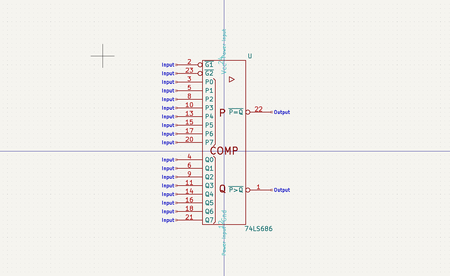 U
Input 2 G1
Input 23 G2
Input 3 P0
Input 5 P1
Input 8 P2
Input 10 P3
Input 13 P4
Input 15 P5
Input 17 P6
Input 20 P7
P
P=Q 22 Output
COMP
Input 4 Q0
Input 6 Q1
Input 9 Q2
Input 11 Q3
Input 14 Q4
Input 16 Q5
Input 18 Q6
Input 21 Q7
Q
P>Q 1 Output
74LS686